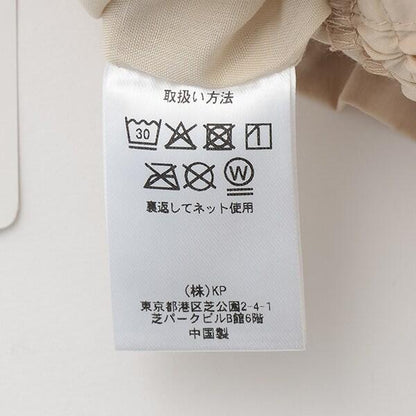 取扱い方法
30
W
裏返してネット使用
(株)KP
東京都港区芝公園2-4-1
芝パークビルB館6階
中国製